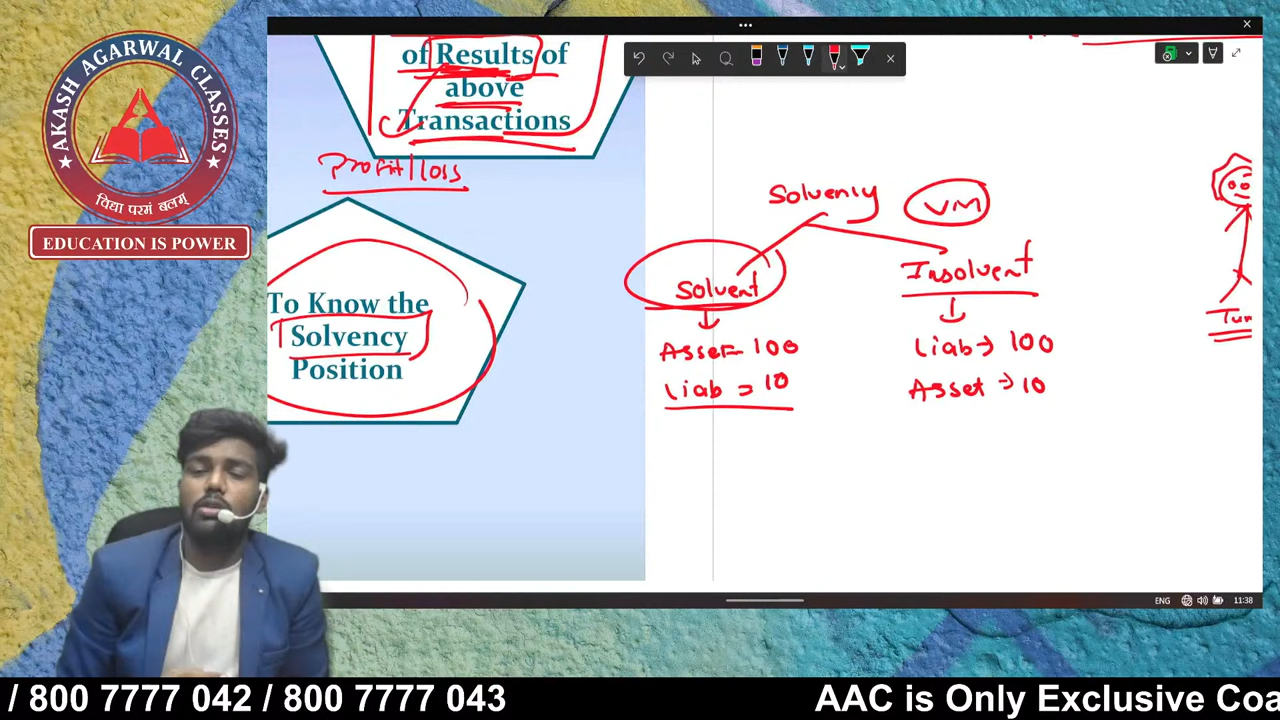 AKASH AGARWAL CLASSES
विद्या परमं बलम्
EDUCATION IS POWER
of Results of
above
Transactions
Profit/loss
To Know the
Solvency
Position
Solvency
VM
Solvent
Asset = 100
Liab = 10
Insolvent
Liab → 100
Asset → 10
ENG
11:38
/ 800 7777 042 / 800 7777 043
AAC is Only Exclusive Coa